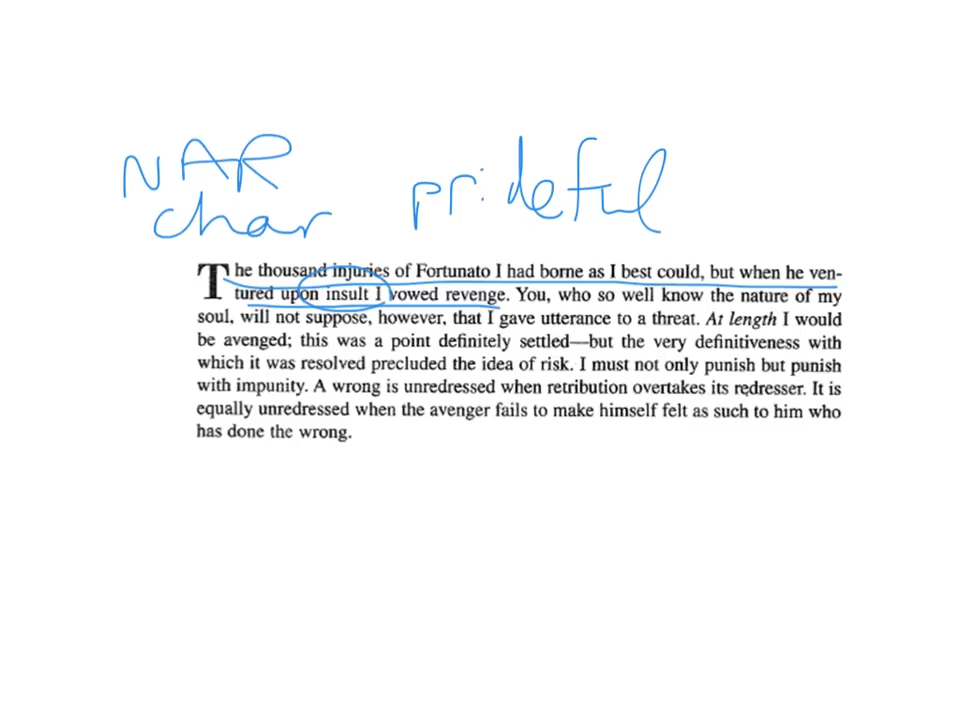 NAR
char prideful
The thousand injuries of Fortunato I had borne as I best could, but when he ven-
tured upon insult I vowed revenge. You, who so well know the nature of my
soul, will not suppose, however, that I gave utterance to a threat. At length I would
be avenged; this was a point definitely settled—but the very definitiveness with
which it was resolved precluded the idea of risk. I must not only punish but punish
with impunity. A wrong is unredressed when retribution overtakes its redresser. It is
equally unredressed when the avenger fails to make himself felt as such to him who
has done the wrong.